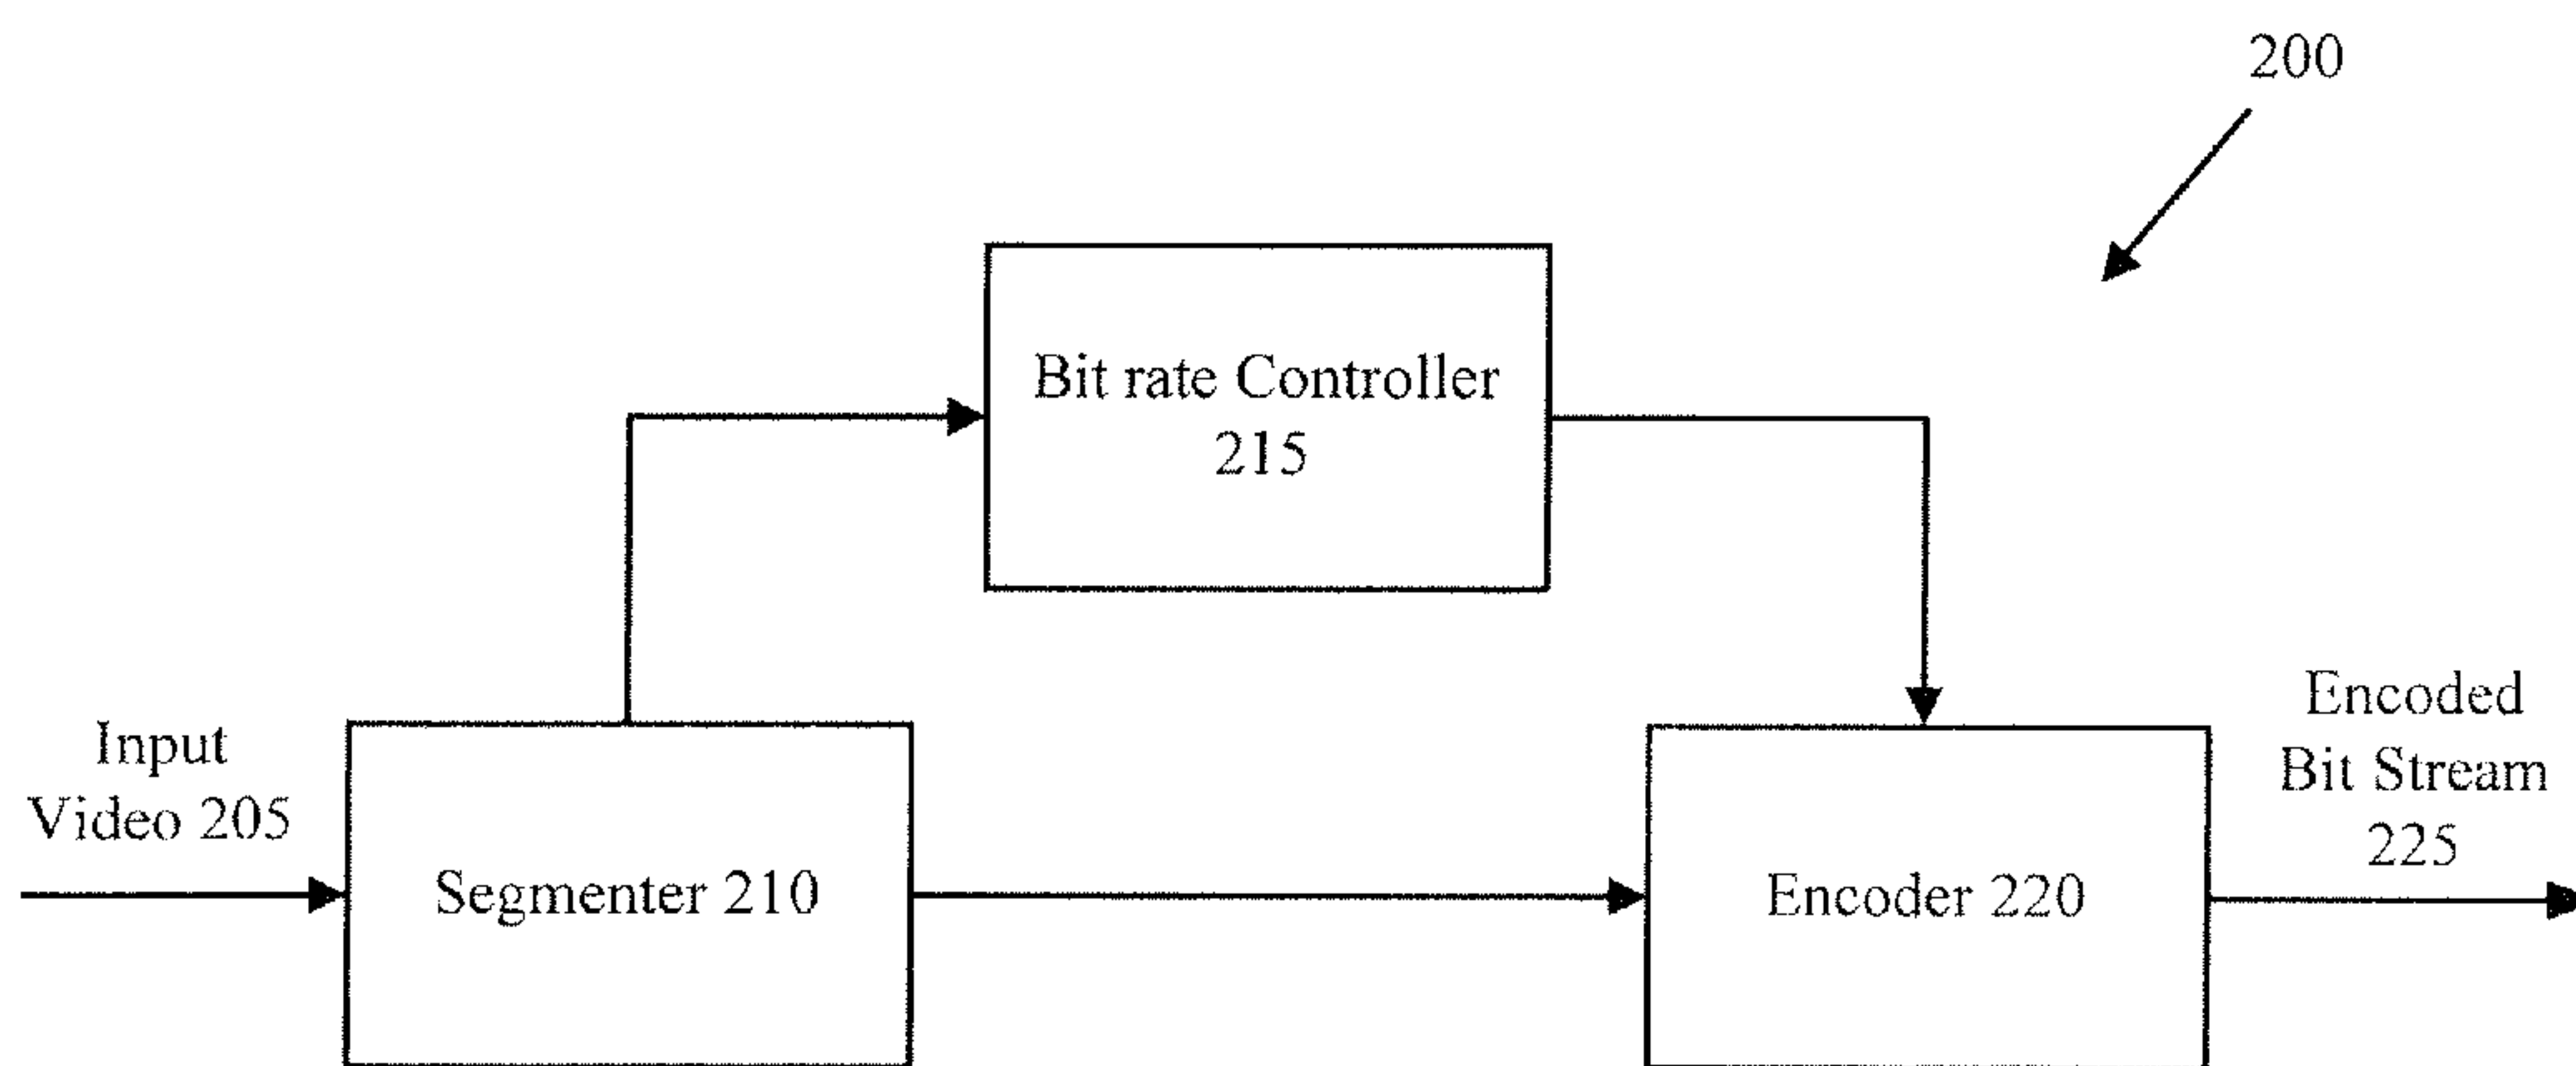 200
Bit rate Controller
215
Input
Video 205
Segmenter 210
Encoder 220
Encoded
Bit Stream
225